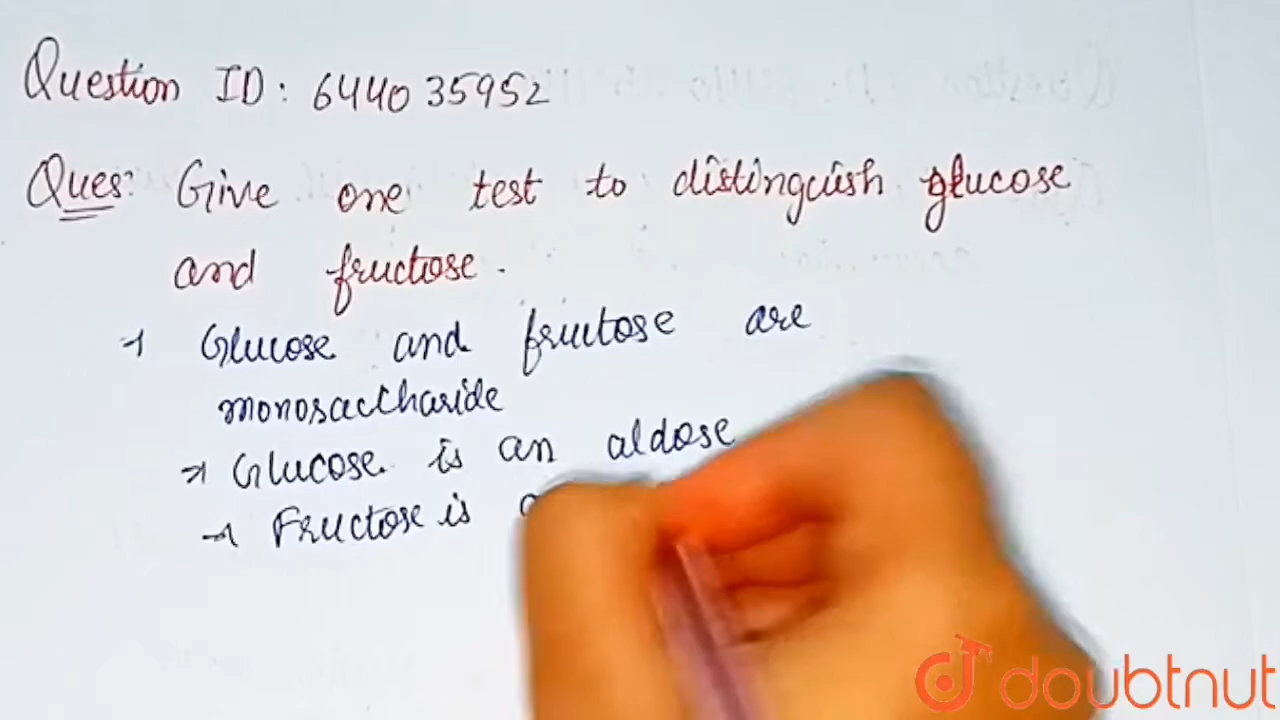 Question ID: 644035952
Ques: Give one test to distinguish glucose
and fructose.
→ Glucose and fructose are
monosaccharide
→ Glucose is an aldose
→ Fructose is a
doubtnut